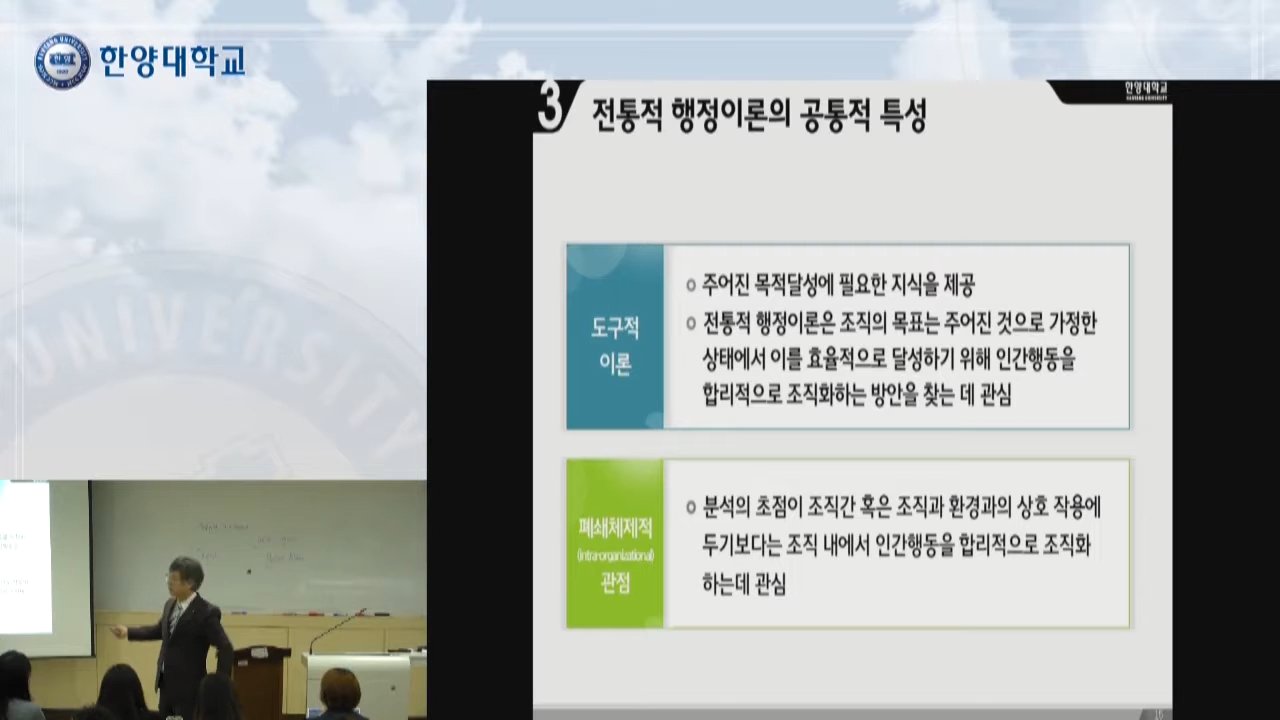 한양대학교
3 전통적 행정이론의 공통적 특성
한양대학교
HANYANG UNIVERSITY
도구적
이론
주어진 목적달성에 필요한 지식을 제공
전통적 행정이론은 조직의 목표는 주어진 것으로 가정한
상태에서 이를 효율적으로 달성하기 위해 인간행동을
합리적으로 조직화하는 방안을 찾는 데 관심
폐쇄체제적
(intra-organizational)
관점
분석의 초점이 조직간 혹은 조직과 환경과의 상호 작용에
두기보다는 조직 내에서 인간행동을 합리적으로 조직화
하는데 관심
UNIVERSITY